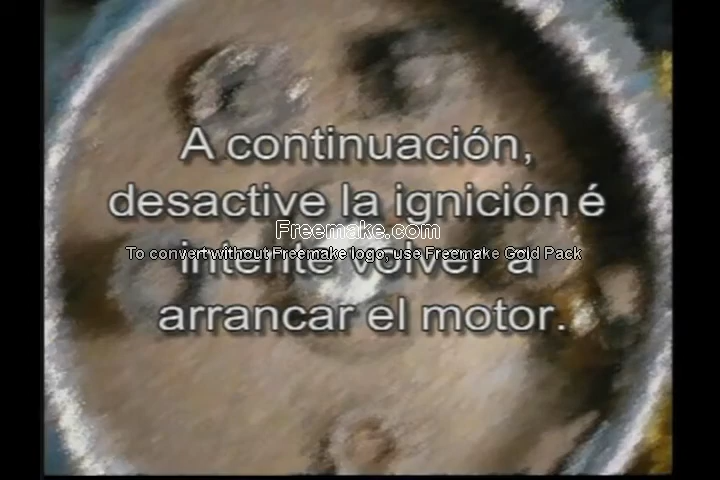 A continuación,
desactive la ignición é
Freemake.com
To convert without Freemake logo, use Freemake Gold Pack
intente volver a
arrancar el motor.